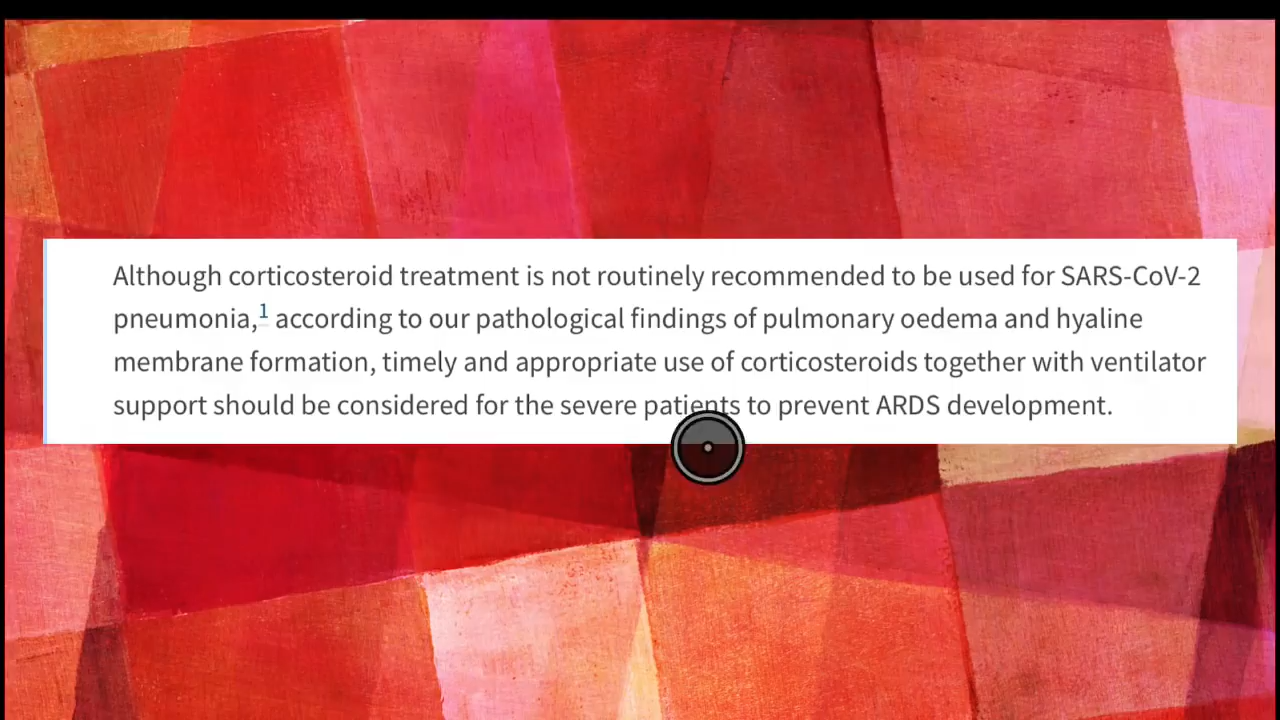 Although corticosteroid treatment is not routinely recommended to be used for SARS-CoV-2
pneumonia,1 according to our pathological findings of pulmonary oedema and hyaline
membrane formation, timely and appropriate use of corticosteroids together with ventilator
support should be considered for the severe patients to prevent ARDS development.